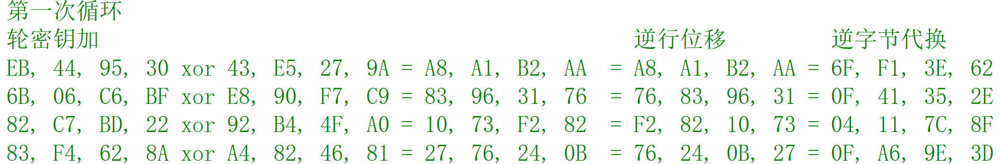 第一次循环
轮密钥加 逆行位移 逆字节代换
EB, 44, 95, 30 xor 43, E5, 27, 9A = A8, A1, B2, AA = A8, A1, B2, AA = 6F, F1, 3E, 62
6B, 06, C6, BF xor E8, 90, F7, C9 = 83, 96, 31, 76 = 76, 83, 96, 31 = 0F, 41, 35, 2E
82, C7, BD, 22 xor 92, B4, 4F, A0 = 10, 73, F2, 82 = F2, 82, 10, 73 = 04, 11, 7C, 8F
83, F4, 62, 8A xor A4, 82, 46, 81 = 27, 76, 24, 0B = 76, 24, 0B, 27 = 0F, A6, 9E, 3D